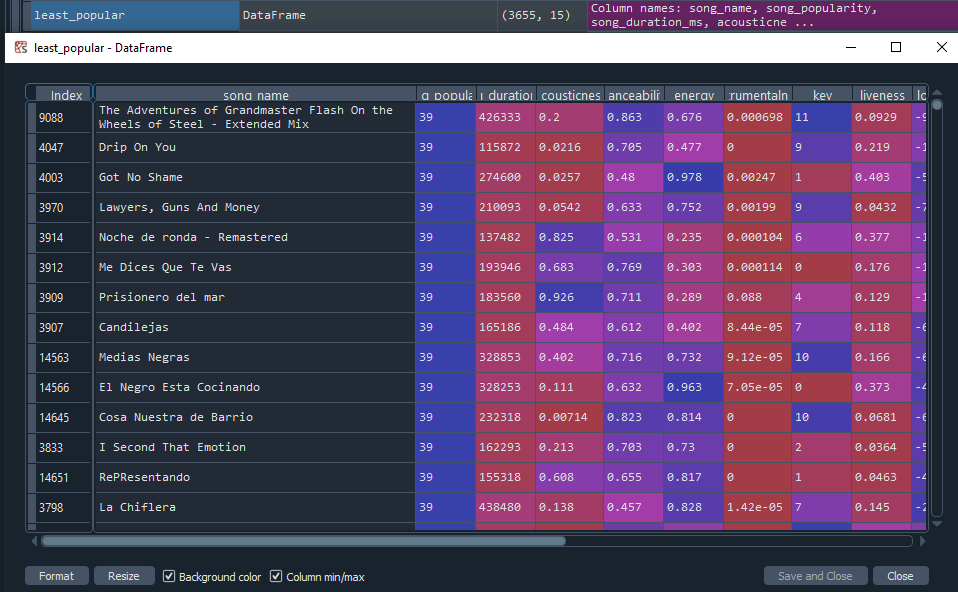 least_popular DataFrame (3655, 15) Column names: song_name, song_popularity,
song_duration_ms, acousticne ...
least_popular - DataFrame
Index song_name g_popula duration cousticnes anceabili energy rumentaln key liveness lo
9088 The Adventures of Grandmaster Flash On the
Wheels of Steel - Extended Mix 39 426333 0.2 0.863 0.676 0.000698 11 0.0929 -9
4047 Drip On You 39 115872 0.0216 0.705 0.477 0 9 0.219 -1
4003 Got No Shame 39 274600 0.0257 0.48 0.978 0.00247 1 0.403 -5
3970 Lawyers, Guns And Money 39 210093 0.0542 0.633 0.752 0.00199 9 0.0432 -7
3914 Noche de ronda - Remastered 39 137482 0.825 0.531 0.235 0.000104 6 0.377 -1
3912 Me Dices Que Te Vas 39 193946 0.683 0.769 0.303 0.000114 0 0.176 -1
3909 Prisionero del mar 39 183560 0.926 0.711 0.289 0.088 4 0.129 -1
3907 Candilejas 39 165186 0.484 0.612 0.402 8.44e-05 7 0.118 -6
14563 Medias Negras 39 328853 0.402 0.716 0.732 9.12e-05 10 0.166 -6
14566 El Negro Esta Cocinando 39 328253 0.111 0.632 0.963 7.05e-05 0 0.373 -4
14645 Cosa Nuestra de Barrio 39 232318 0.00714 0.823 0.814 0 10 0.0681 -6
3833 I Second That Emotion 39 162293 0.213 0.703 0.73 0 2 0.0364 -5
14651 RePResentando 39 155318 0.608 0.655 0.817 0 1 0.0463 -4
3798 La Chiflera 39 438480 0.138 0.457 0.828 1.42e-05 7 0.145 -2
Format Resize Background color Column min/max Save and Close Close